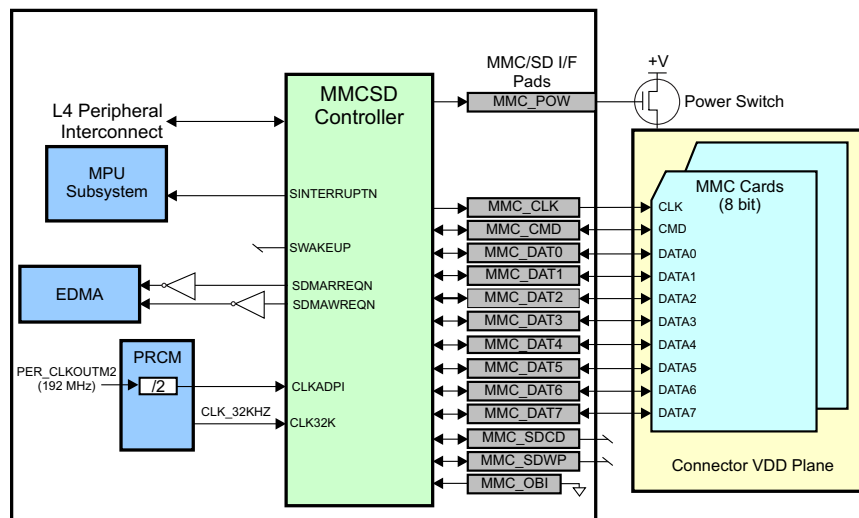 MMC/SD I/F
Pads
+V
MMCSD
Controller
MMC_POW
Power Switch
L4 Peripheral
Interconnect
MPU
Subsystem
SINTERRUPTN
SWAKEUP
EDMA
SDMARREQN
SDMAWREQN
PRCM
PER_CLKOUTM2
(192 MHz)
/2
CLKADPI
CLK_32KHZ
CLK32K
MMC_CLK
MMC_CMD
MMC_DAT0
MMC_DAT1
MMC_DAT2
MMC_DAT3
MMC_DAT4
MMC_DAT5
MMC_DAT6
MMC_DAT7
MMC_SDCD
MMC_SDWP
MMC_OBI
MMC Cards
(8 bit)
CLK
CMD
DATA0
DATA1
DATA2
DATA3
DATA4
DATA5
DATA6
DATA7
Connector VDD Plane